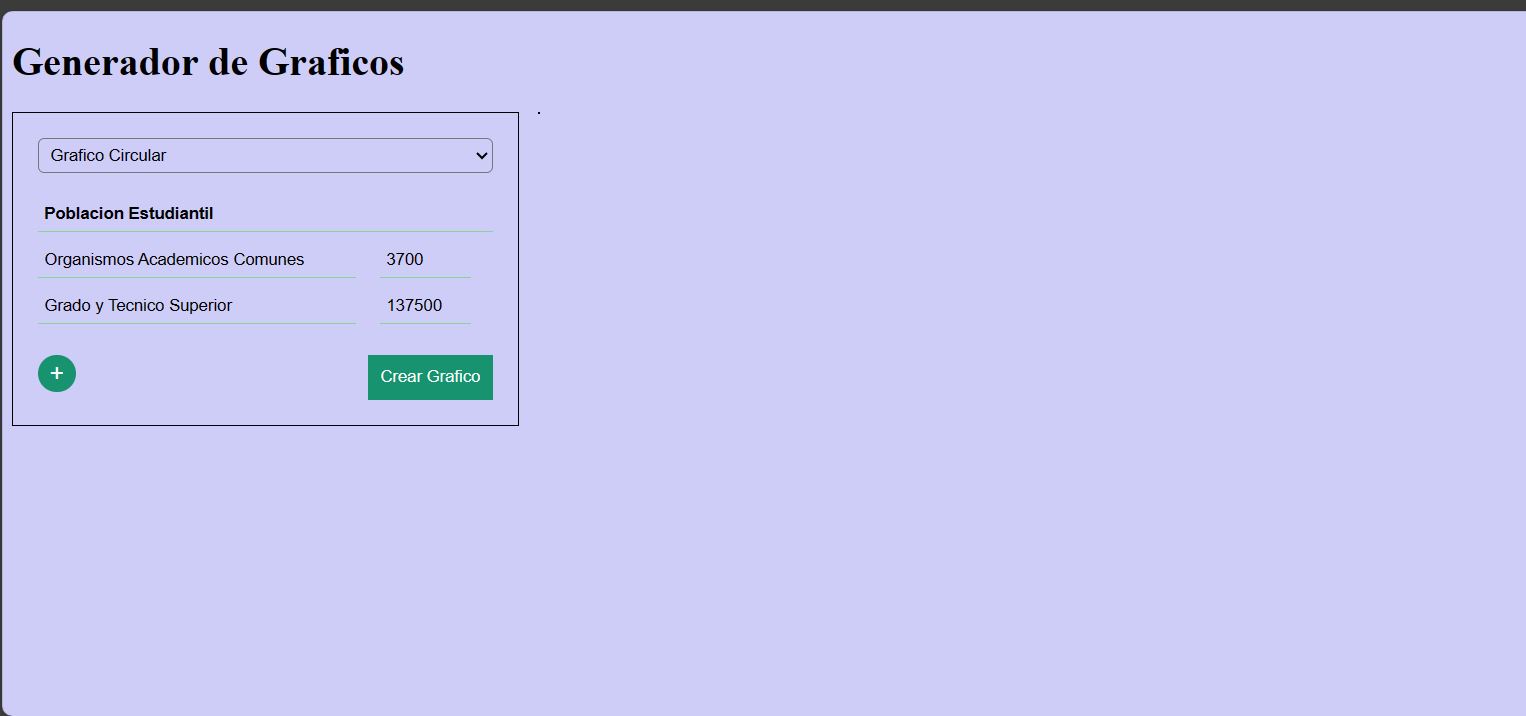 Generador de Graficos
Grafico Circular
Poblacion Estudiantil
Organismos Academicos Comunes 3700
Grado y Tecnico Superior 137500
+ Crear Grafico